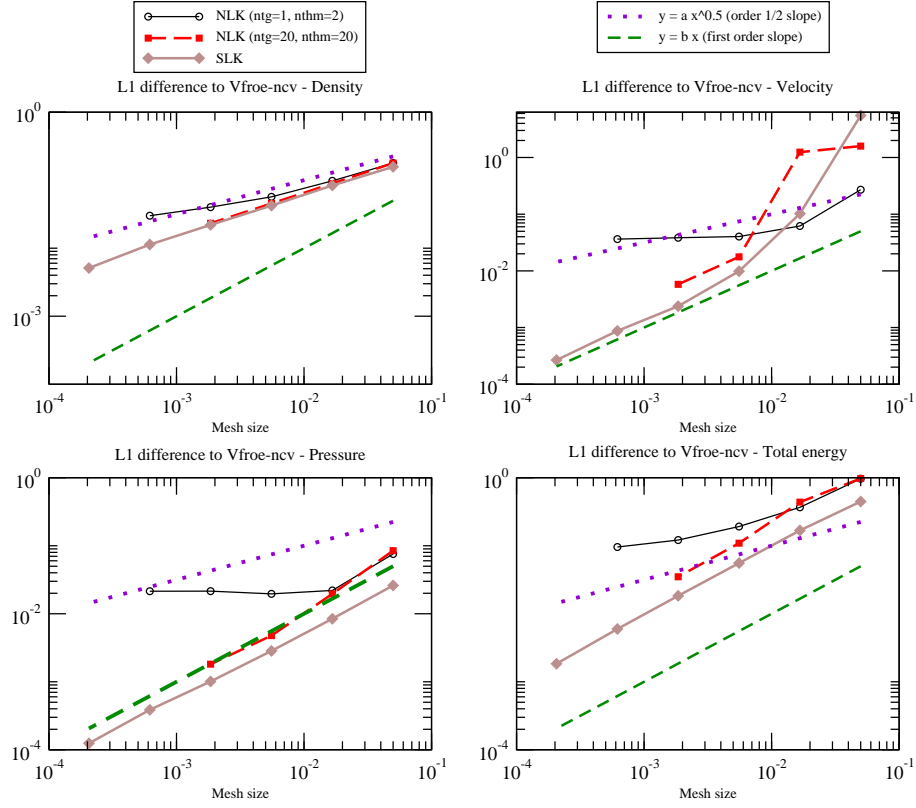 NLK (ntg=1, nthm=2)
NLK (ntg=20, nthm=20)
SLK
y = a x^0.5 (order 1/2 slope)
y = b x (first order slope)
L1 difference to Vfroe-ncv - Density
10^0
10^-3
10^-4 10^-3 10^-2 10^-1
Mesh size
L1 difference to Vfroe-ncv - Velocity
10^0
10^-2
10^-4
10^-4 10^-3 10^-2 10^-1
Mesh size
L1 difference to Vfroe-ncv - Pressure
10^0
10^-2
10^-4
10^-4 10^-3 10^-2 10^-1
Mesh size
L1 difference to Vfroe-ncv - Total energy
10^0
10^-2
10^-4
10^-4 10^-3 10^-2 10^-1
Mesh size